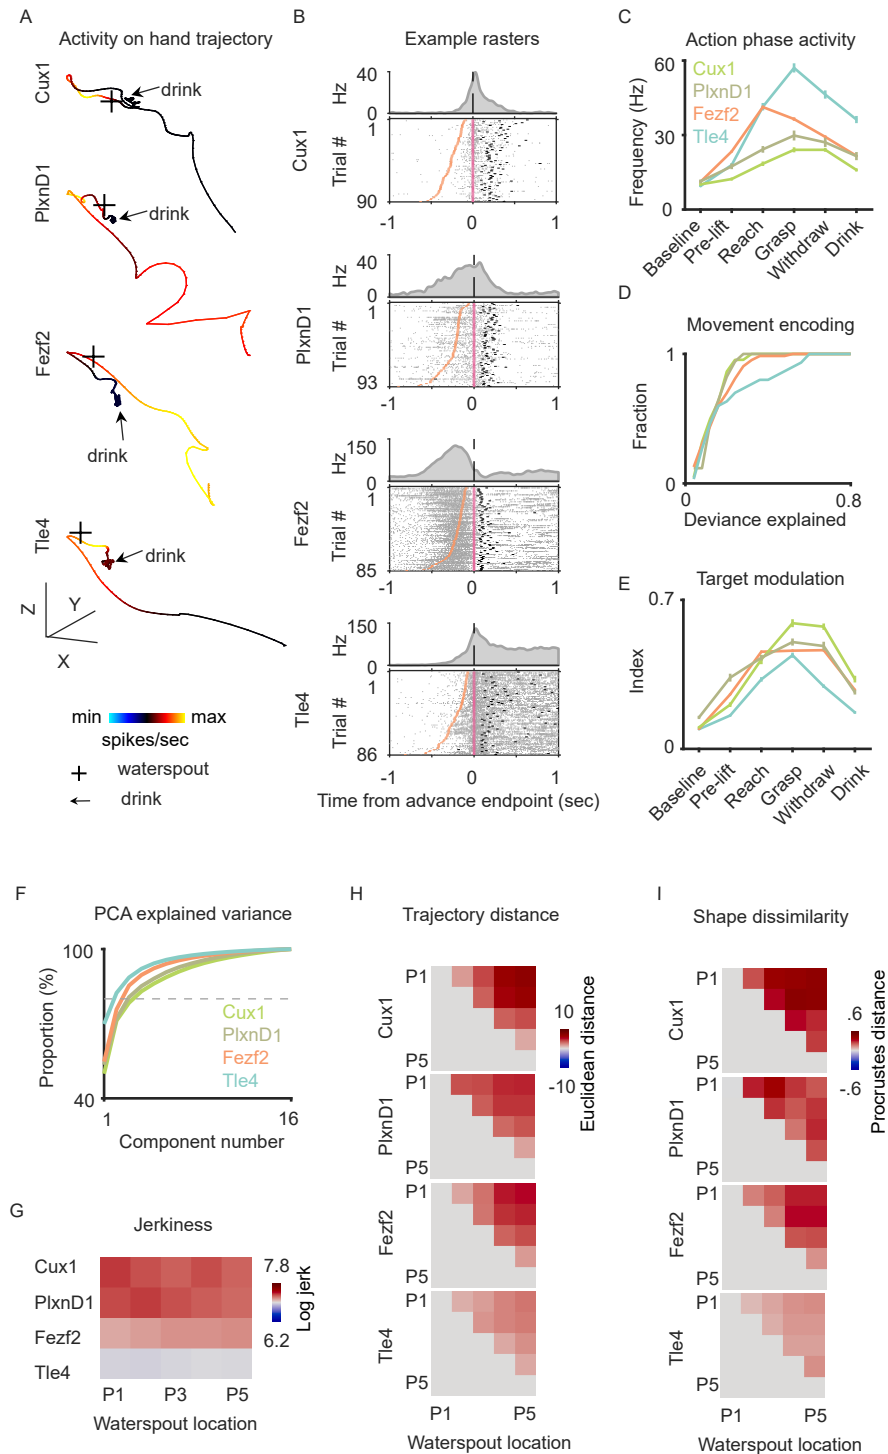 A
Activity on hand trajectory
Cux1
drink
PlxnD1
drink
Fezf2
drink
Tle4
drink
Z
Y
X
min
max
spikes/sec
waterspout
drink
B
Example rasters
40
Hz
0
Cux1
Trial #
1
90
-1
0
1
40
Hz
0
PlxnD1
Trial #
1
93
-1
0
1
150
Hz
0
Fezf2
Trial #
1
85
-1
0
1
150
Hz
0
Tle4
Trial #
1
86
-1
0
1
Time from advance endpoint (sec)
C
Action phase activity
60
30
0
Frequency (Hz)
Cux1
PlxnD1
Fezf2
Tle4
Baseline
Pre-lift
Reach
Grasp
Withdraw
Drink
D
Movement encoding
1
Fraction
0
0
0.8
Deviance explained
E
Target modulation
0.7
Index
0
Baseline
Pre-lift
Reach
Grasp
Withdraw
Drink
F
PCA explained variance
100
Proportion (%)
40
Cux1
PlxnD1
Fezf2
Tle4
1
16
Component number
G
Jerkiness
Cux1
PlxnD1
Fezf2
Tle4
7.8
6.2
Log jerk
P1
P3
P5
Waterspout location
H
Trajectory distance
P1
Cux1
P5
P1
PlxnD1
P5
P1
Fezf2
P5
P1
Tle4
P5
10
-10
Euclidean distance
P1
P5
Waterspout location
I
Shape dissimilarity
P1
Cux1
P5
P1
PlxnD1
P5
P1
Fezf2
P5
P1
Tle4
P5
.6
-.6
Procrustes distance
P1
P5
Waterspout location